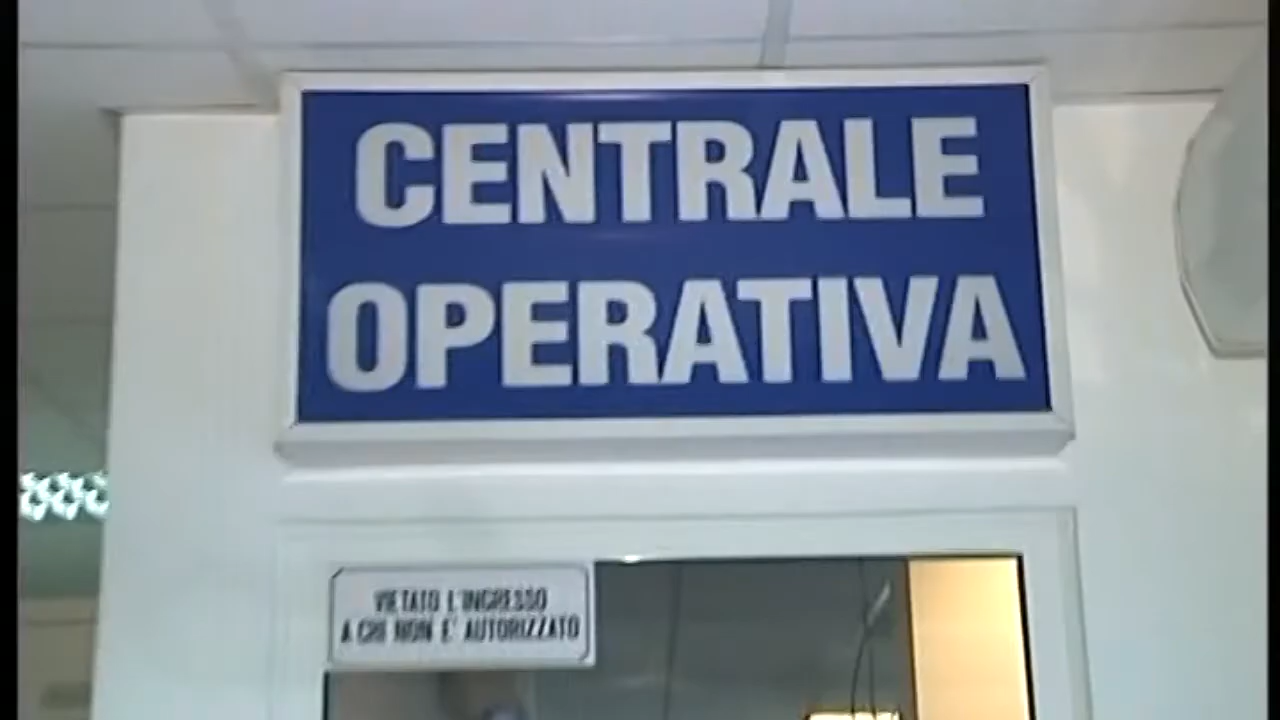 CENTRALE
OPERATIVA
VIETATO L'INGRESSO
A CHI NON E' AUTORIZZATO